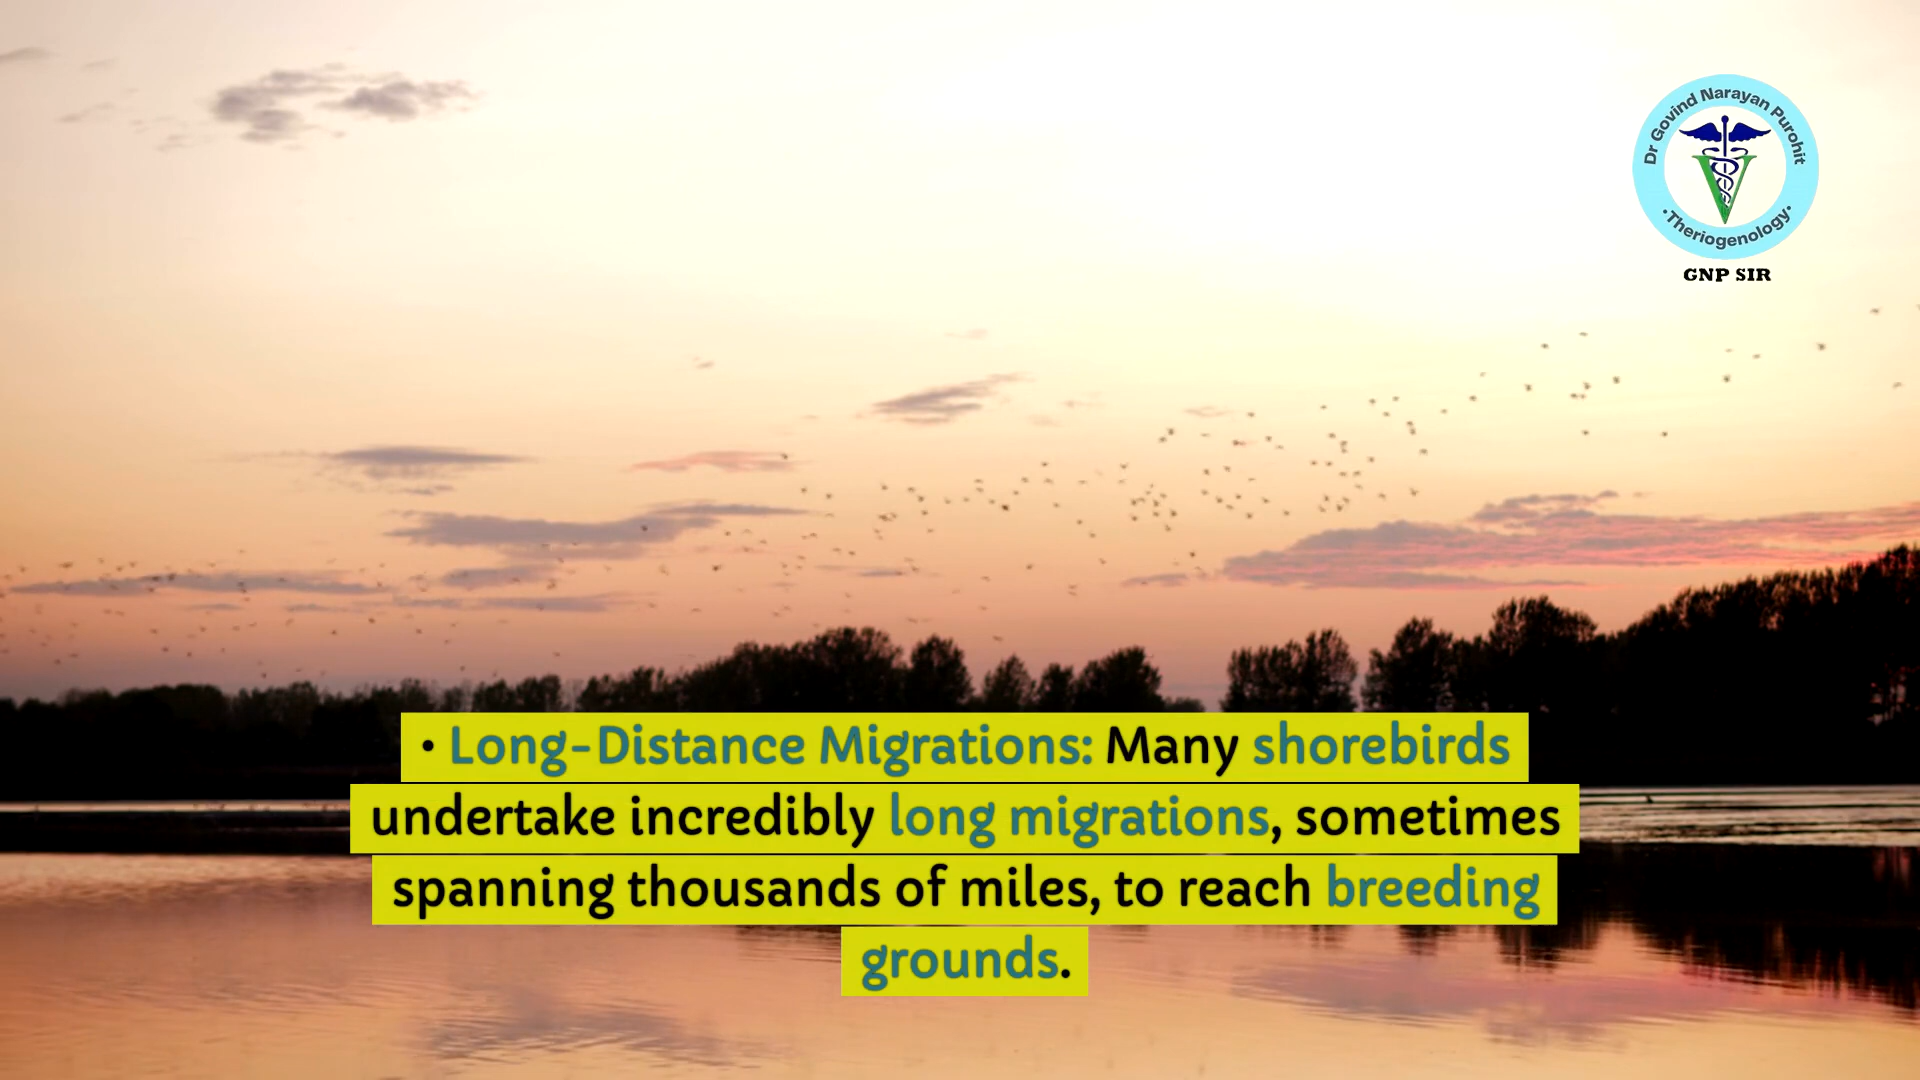 Dr Govind Narayan Purohit
•Theriogenology•
GNP SIR
• Long-Distance Migrations: Many shorebirds
undertake incredibly long migrations, sometimes
spanning thousands of miles, to reach breeding
grounds.